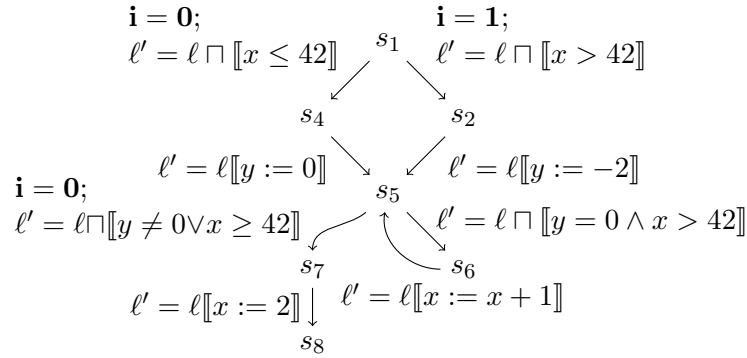 i = 0; i = 1;
ℓ′ = ℓ ⊓ ⟦x ≤ 42⟧ s₁ ℓ′ = ℓ ⊓ ⟦x > 42⟧
s₄ s₂
ℓ′ = ℓ⟦y := 0⟧ ℓ′ = ℓ⟦y := −2⟧
i = 0; s₅
ℓ′ = ℓ⊓⟦y ≠ 0∨x ≥ 42⟧ ℓ′ = ℓ ⊓ ⟦y = 0 ∧ x > 42⟧
s₇ s₆
ℓ′ = ℓ⟦x := 2⟧ ℓ′ = ℓ⟦x := x + 1⟧
s₈